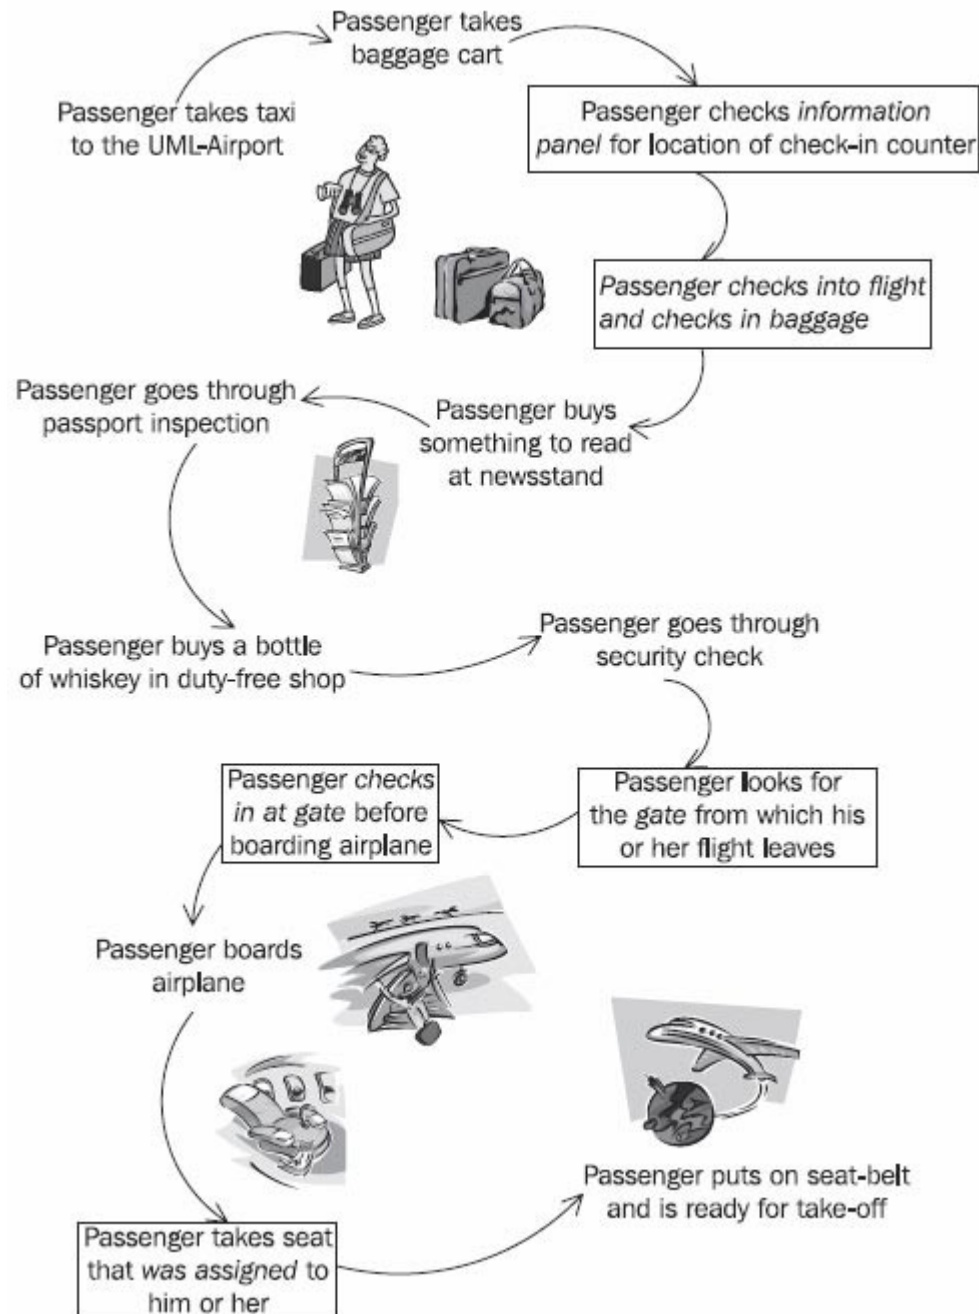 Passenger takes taxi
to the UML-Airport
Passenger takes
baggage cart
Passenger checks information
panel for location of check-in counter
Passenger checks into flight
and checks in baggage
Passenger buys
something to read
at newsstand
Passenger goes through
passport inspection
Passenger buys a bottle
of whiskey in duty-free shop
Passenger goes through
security check
Passenger looks for
the gate from which his
or her flight leaves
Passenger checks
in at gate before
boarding airplane
Passenger boards
airplane
Passenger takes seat
that was assigned to
him or her
Passenger puts on seat-belt
and is ready for take-off